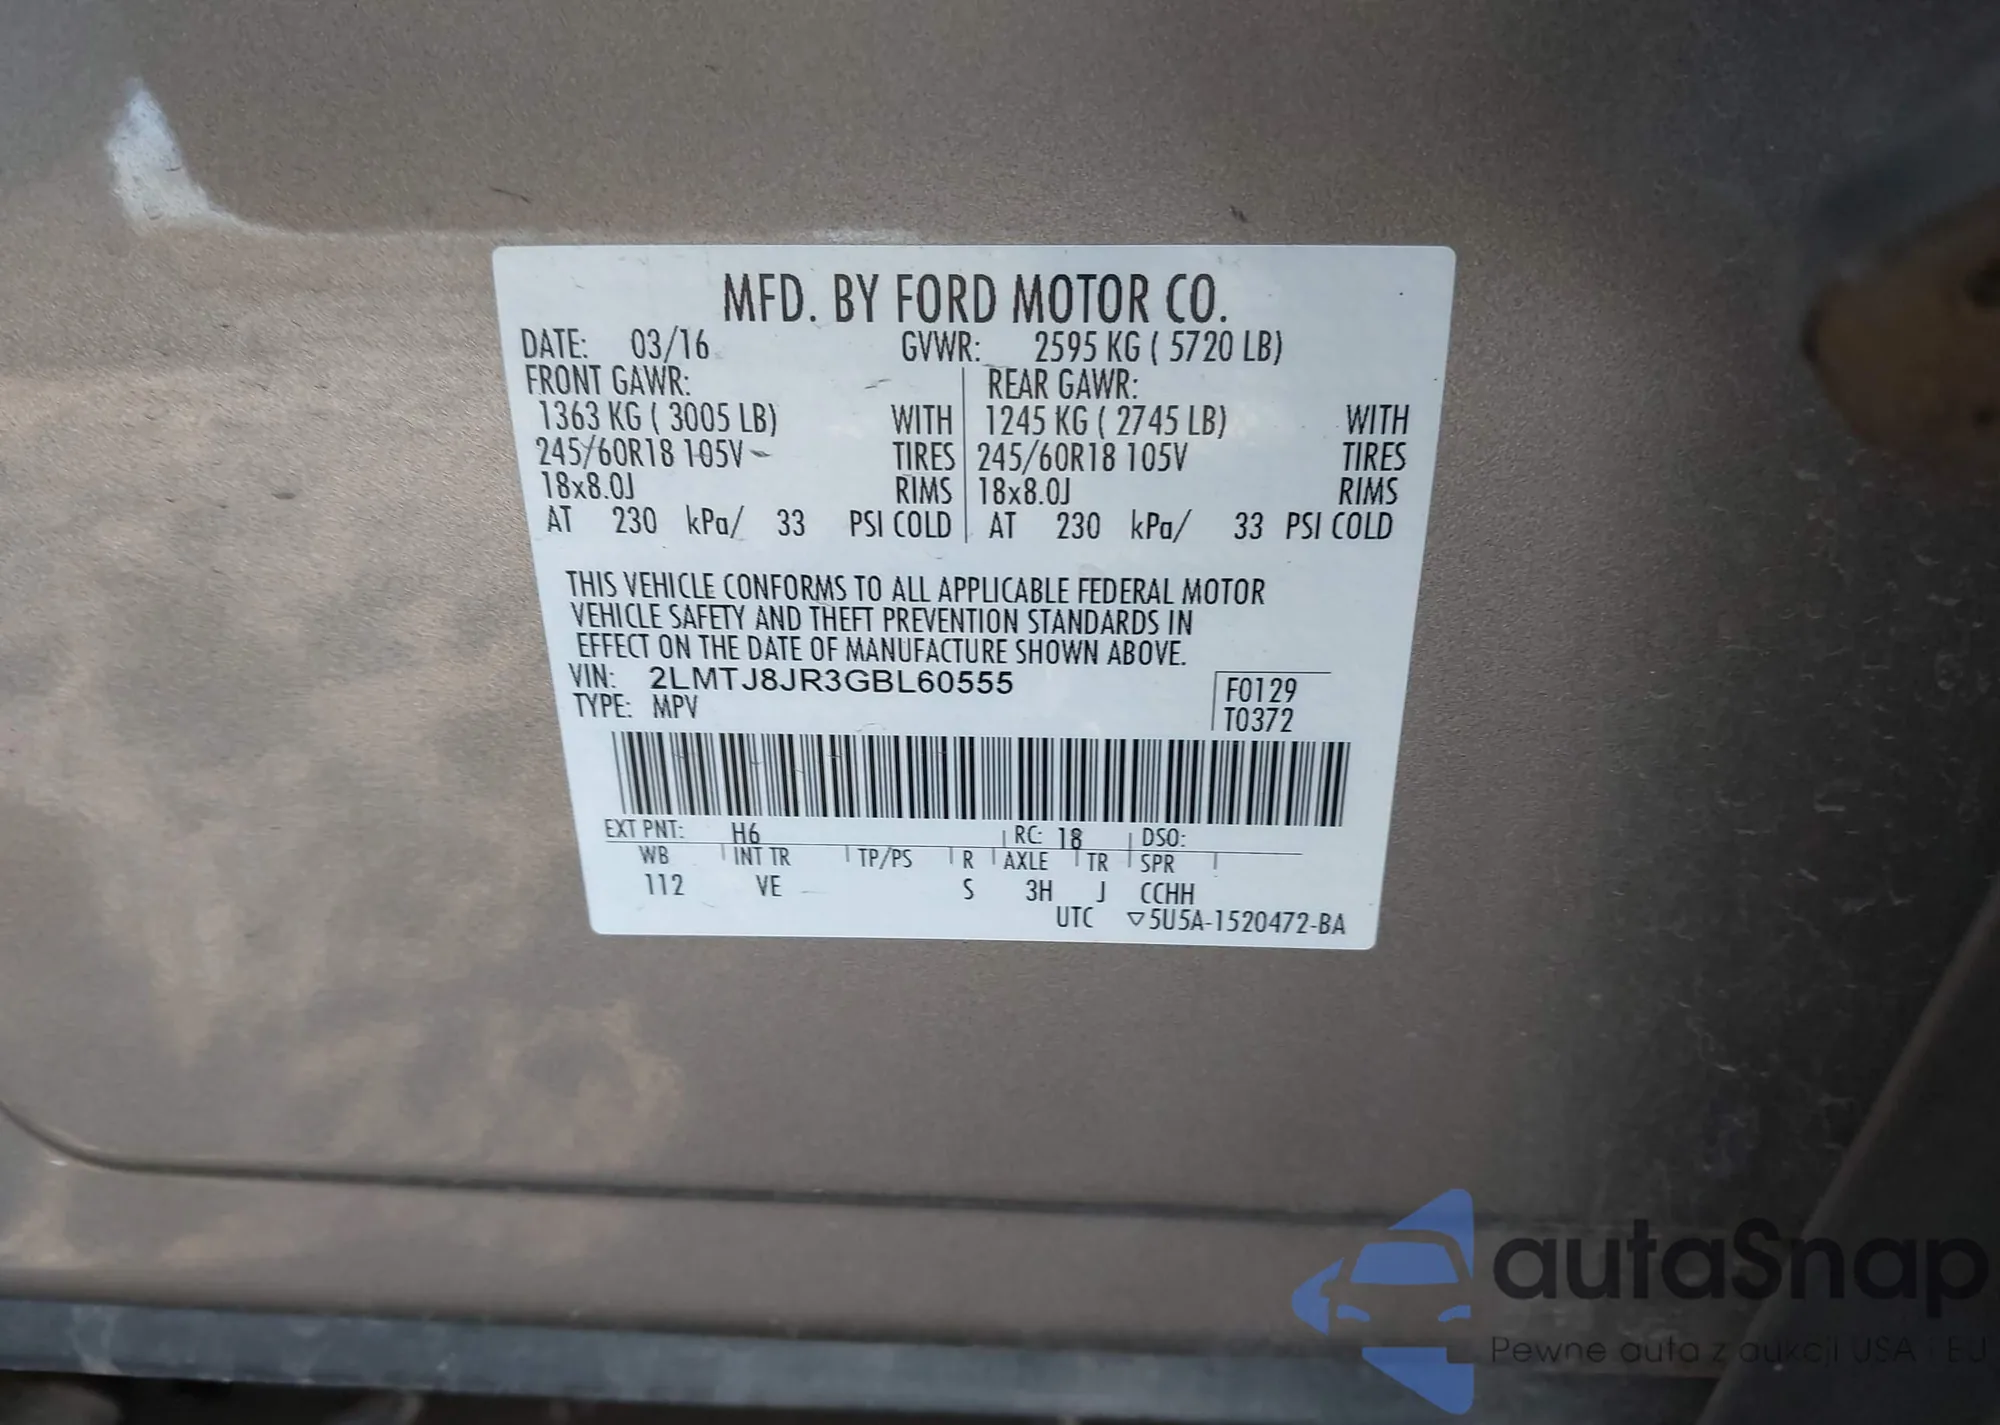 MFD. BY FORD MOTOR CO.
DATE: 03/16 GVWR: 2595 KG ( 5720 LB)
FRONT GAWR: REAR GAWR:
1363 KG ( 3005 LB) WITH 1245 KG ( 2745 LB) WITH
245/60R18 105V TIRES 245/60R18 105V TIRES
18x8.0J RIMS 18x8.0J RIMS
AT 230 kPa/ 33 PSI COLD AT 230 kPa/ 33 PSI COLD
THIS VEHICLE CONFORMS TO ALL APPLICABLE FEDERAL MOTOR
VEHICLE SAFETY AND THEFT PREVENTION STANDARDS IN
EFFECT ON THE DATE OF MANUFACTURE SHOWN ABOVE.
VIN: 2LMTJ8JR3GBL60555 F0129
TYPE: MPV T0372
EXT PNT: H6 RC: 18 DSO:
WB INT TR TP/PS R AXLE TR SPR
112 VE S 3H J CCHH
UTC ▽5U5A-1520472-BA
autaSnap
Pewne auta z aukcji USA i EU